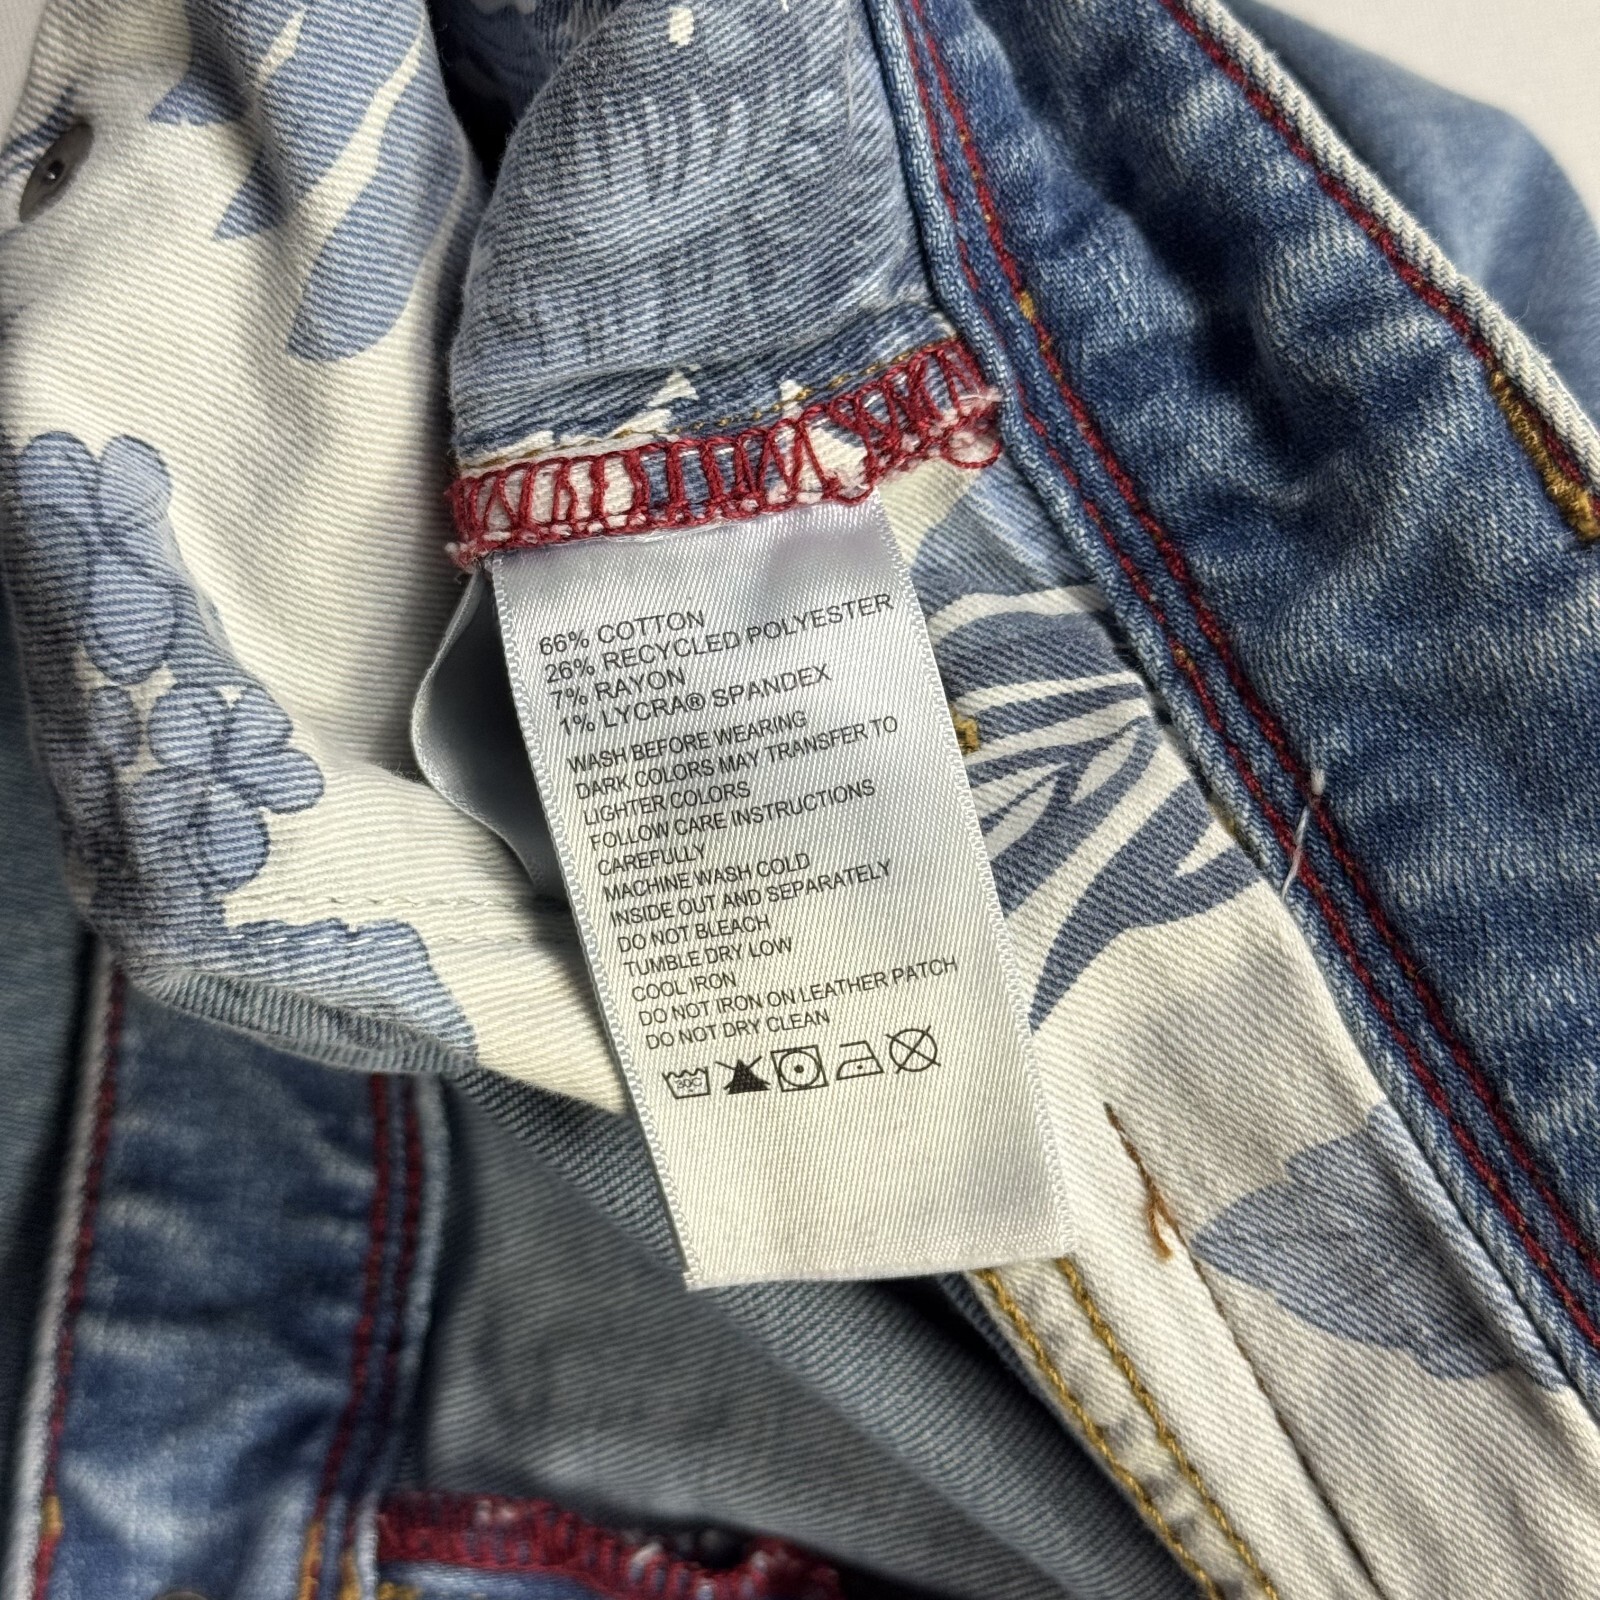 66% COTTON
26% RECYCLED POLYESTER
7% RAYON
1% LYCRA® SPANDEX
WASH BEFORE WEARING
DARK COLORS MAY TRANSFER TO
LIGHTER COLORS
FOLLOW CARE INSTRUCTIONS
CAREFULLY
MACHINE WASH COLD
INSIDE OUT AND SEPARATELY
DO NOT BLEACH
TUMBLE DRY LOW
COOL IRON
DO NOT IRON ON LEATHER PATCH
DO NOT DRY CLEAN